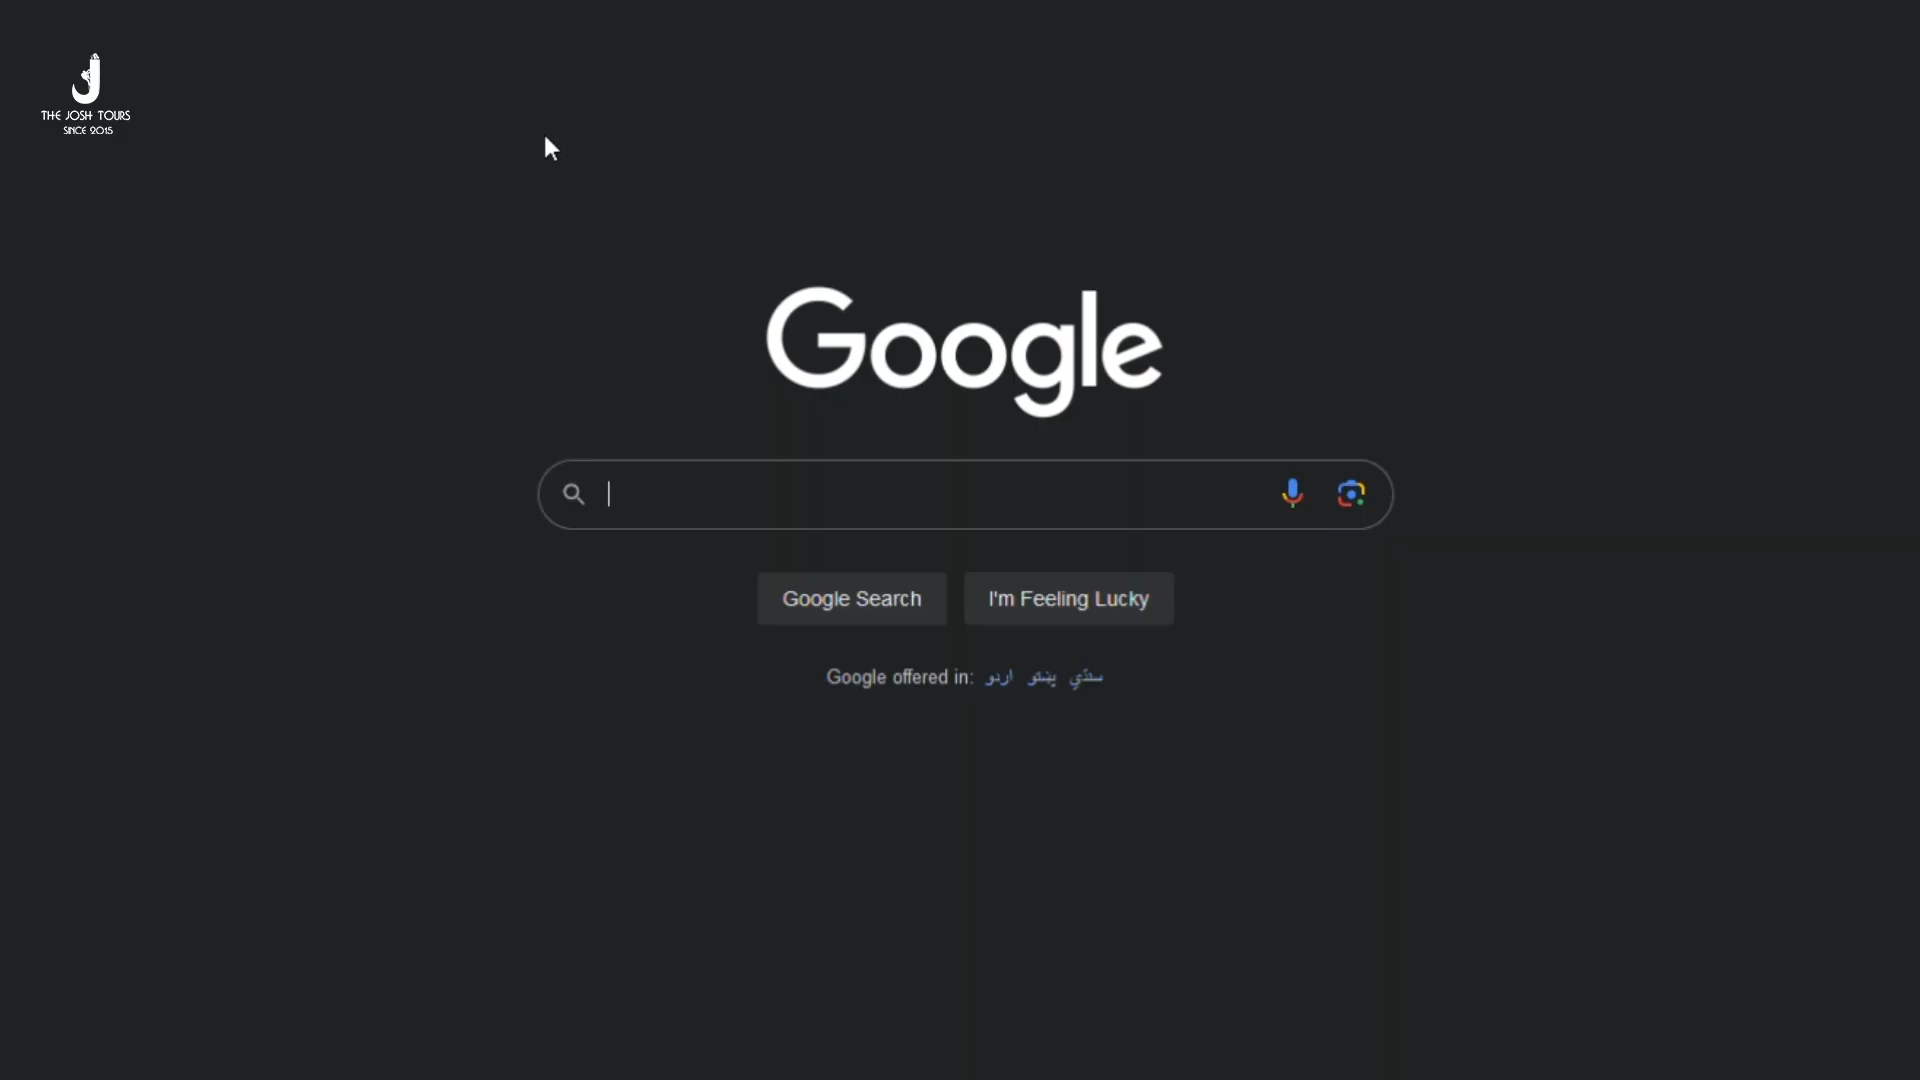 THE JOSH TOURS
SINCE 2015
Google
Google Search
I'm Feeling Lucky
Google offered in: اردو پښتو سنڌي